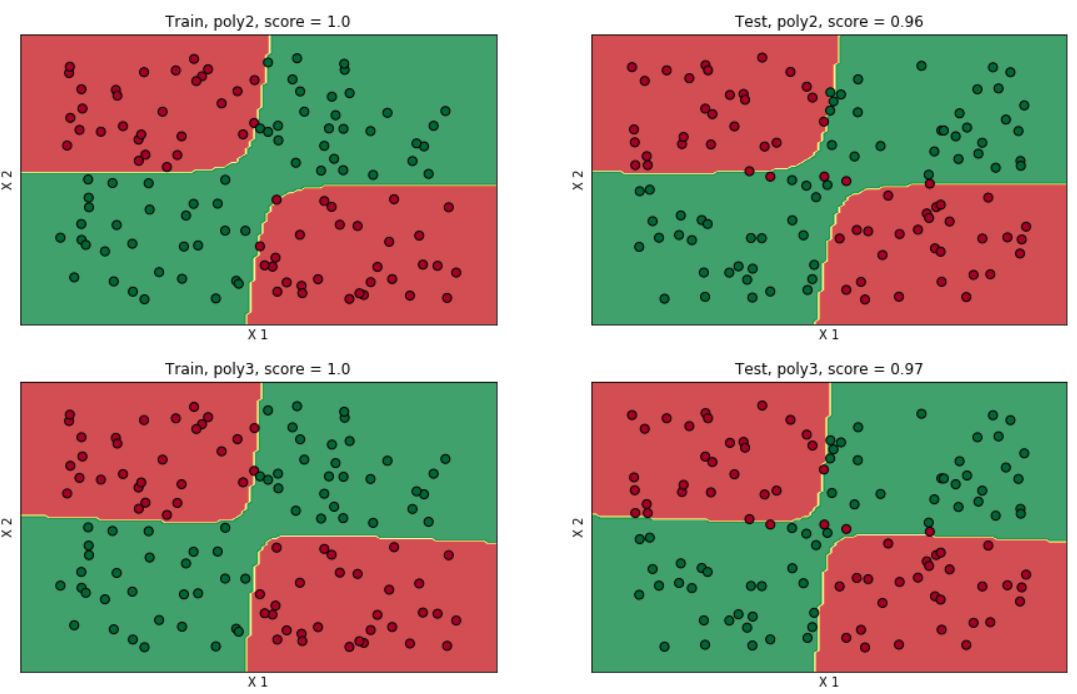 Train, poly2, score = 1.0
Test, poly2, score = 0.96
X 2
X 2
X 1
X 1
Train, poly3, score = 1.0
Test, poly3, score = 0.97
X 2
X 2
X 1
X 1